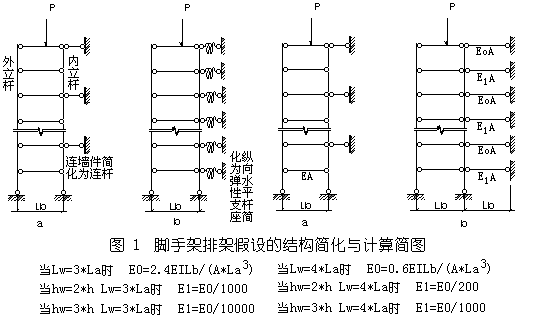 P P P P
外立杆
内立杆
连墙件简
化为连杆
纵向水平支杆简
化为弹性支座
EA
EoA
E₁A
EoA
E₁A
EoA
E₁A
Lb Lb Lb Lb Lb
a b a b
图 1 脚手架排架假设的结构简化与计算简图
当Lw=3*La时 E0=2.4EILb/(A*La³) 当Lw=4*La时 E0=0.6EILb/(A*La³)
当hw=2*h Lw=3*La时 E1=E0/1000 当hw=2*h Lw=4*La时 E1=E0/200
当hw=3*h Lw=3*La时 E1=E0/10000 当hw=3*h Lw=4*La时 E1=E0/1000